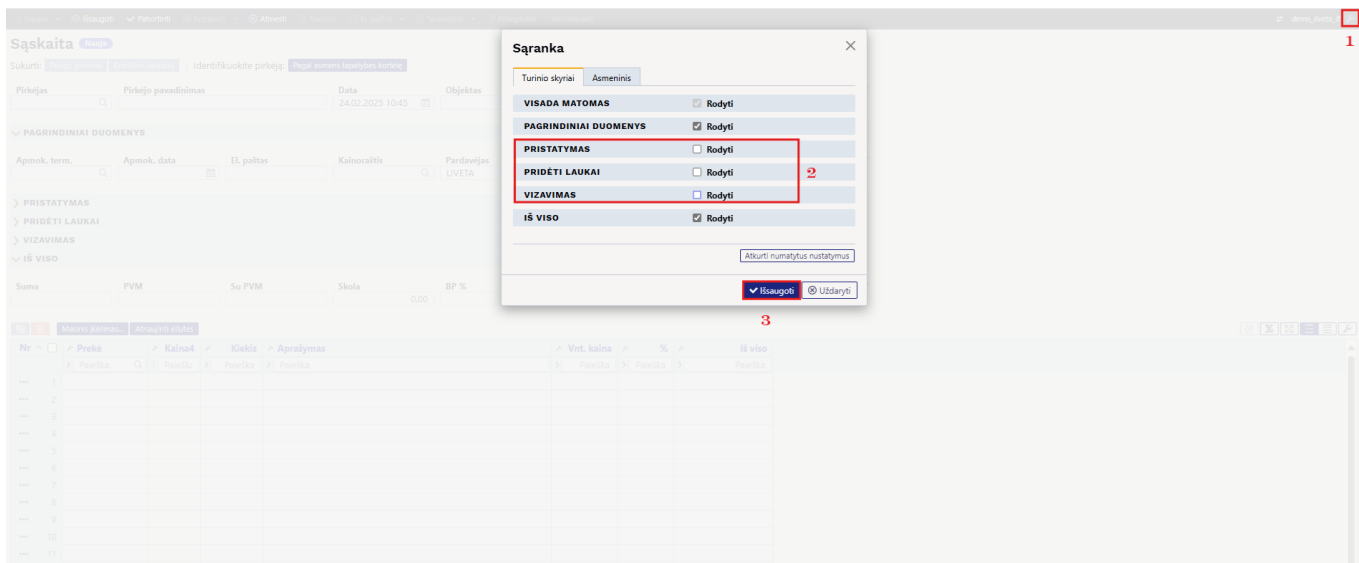 Išsaugoti Patvirtinti Atmesti
1
Sąskaita Nauja
Sukurti: Identifikuokite pirkėją: Pagal asmens tapatybės kortelę
Pirkėjas Pirkėjo pavadinimas Data Objektas
24.02.2025 10:45
PAGRINDINIAI DUOMENYS
Apmok. term. Apmok. data El. paštas Kainoraštis Pardavėjas
LIVETA
PRISTATYMAS
PRIDĖTI LAUKAI
VIZAVIMAS
IŠ VISO
Suma PVM Su PVM Skola BP %
0,00
Sąranka
Turinio skyriai Asmeninis
VISADA MATOMAS Rodyti
PAGRINDINIAI DUOMENYS Rodyti
PRISTATYMAS Rodyti
PRIDĖTI LAUKAI Rodyti
2
VIZAVIMAS Rodyti
IŠ VISO Rodyti
Atkurti numatytus nustatymus
Išsaugoti Uždaryti
3
Masinis įkėlimas... Atnaujinti eilutes
Nr Prekė Kaina4 Kiekis Aprašymas Vnt. kaina % Iš viso
Paieška Paieška Paieška Paieška Paieška Paieška Paieška
1
2
3
4
5
6
7
8
9
10
11